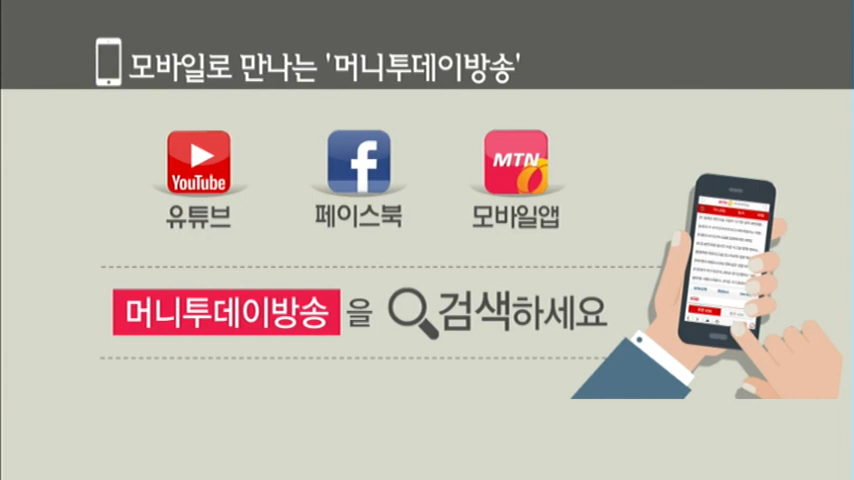 모바일로 만나는 '머니투데이방송'
YouTube
f
MTN
유튜브
페이스북
모바일앱
머니투데이방송을 검색하세요